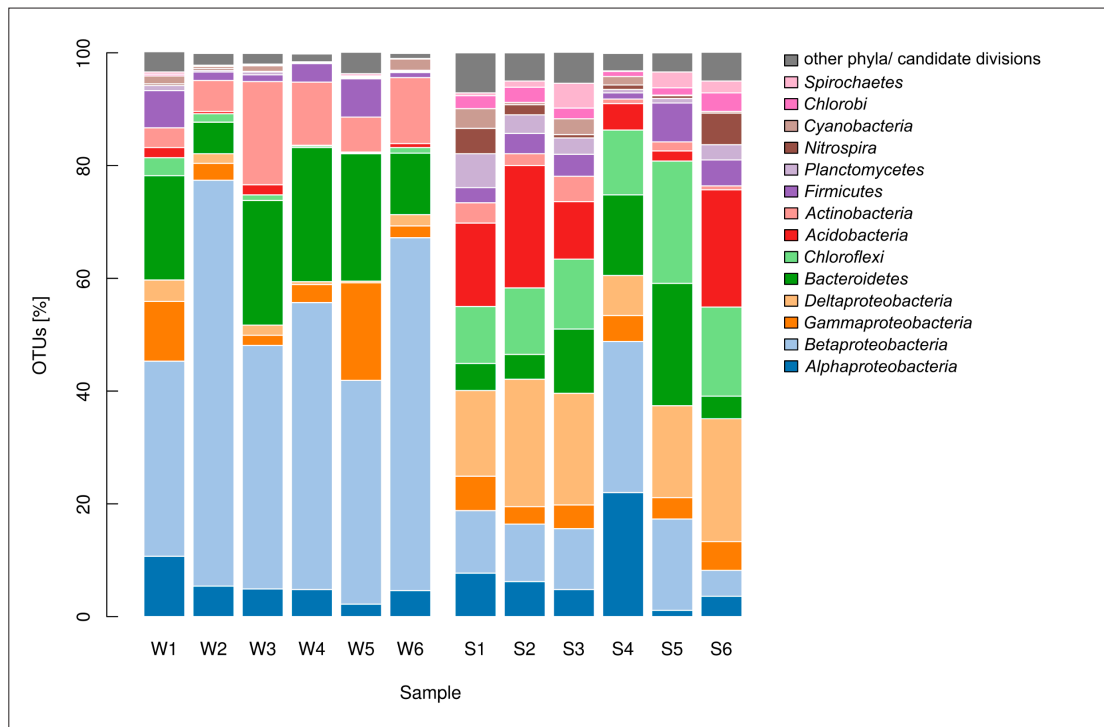 100
80
60
40
20
0
OTUs [%]
W1 W2 W3 W4 W5 W6 S1 S2 S3 S4 S5 S6
Sample
other phyla/ candidate divisions
Spirochaetes
Chlorobi
Cyanobacteria
Nitrospira
Planctomycetes
Firmicutes
Actinobacteria
Acidobacteria
Chloroflexi
Bacteroidetes
Deltaproteobacteria
Gammaproteobacteria
Betaproteobacteria
Alphaproteobacteria